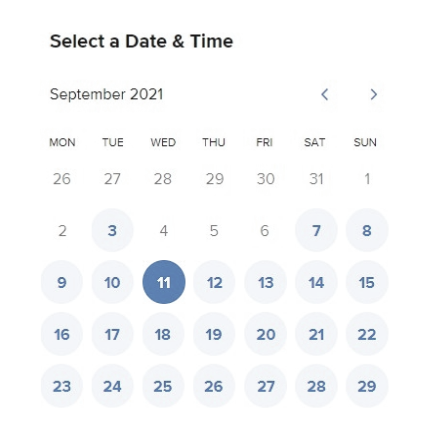 Select a Date & Time
September 2021
MON TUE WED THU FRI SAT SUN
26 27 28 29 30 31 1
2 3 4 5 6 7 8
9 10 11 12 13 14 15
16 17 18 19 20 21 22
23 24 25 26 27 28 29